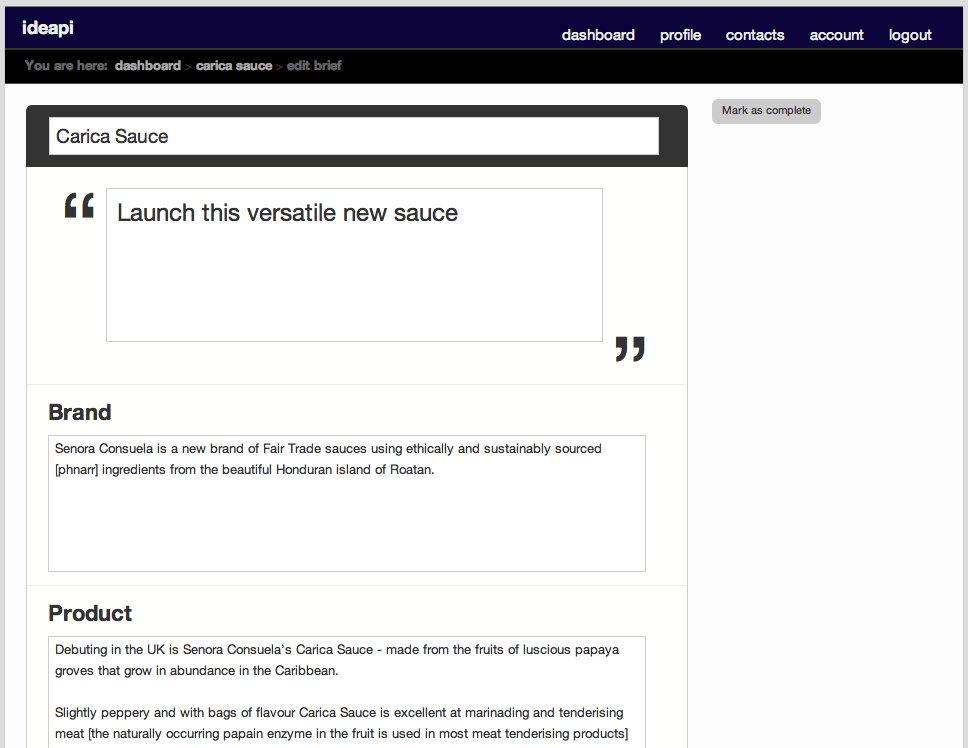 ideapi
dashboard profile contacts account logout
You are here: dashboard > carica sauce > edit brief
Mark as complete
Carica Sauce
“ Launch this versatile new sauce
”
Brand
Senora Consuela is a new brand of Fair Trade sauces using ethically and sustainably sourced
[phnarr] ingredients from the beautiful Honduran island of Roatan.
Product
Debuting in the UK is Senora Consuela’s Carica Sauce - made from the fruits of luscious papaya
groves that grow in abundance in the Caribbean.
Slightly peppery and with bags of flavour Carica Sauce is excellent at marinading and tenderising
meat [the naturally occurring papain enzyme in the fruit is used in most meat tenderising products]